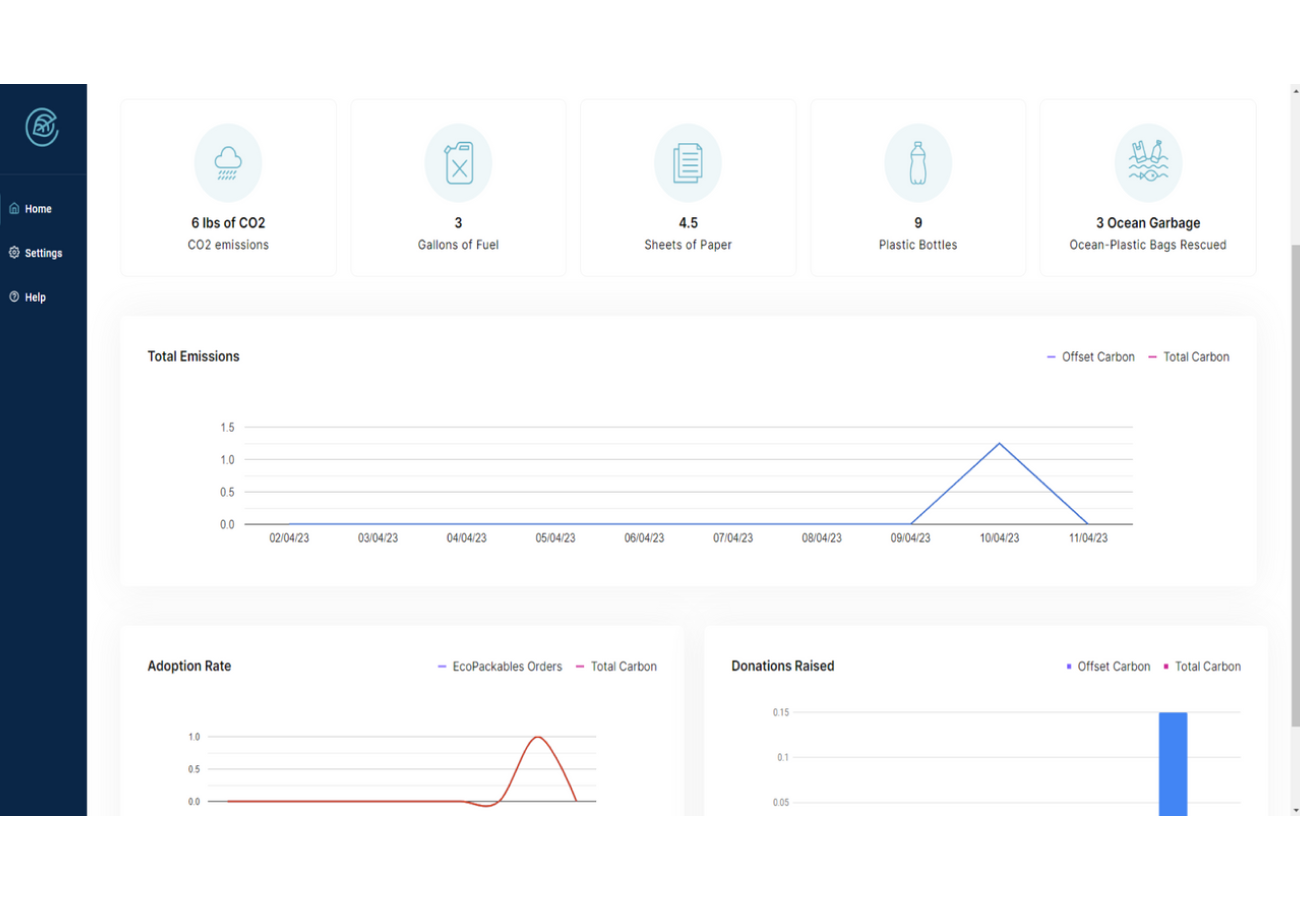 Home
Settings
Help
6 lbs of CO2
CO2 emissions
3
Gallons of Fuel
4.5
Sheets of Paper
9
Plastic Bottles
3 Ocean Garbage
Ocean-Plastic Bags Rescued
Total Emissions
Offset Carbon Total Carbon
1.5
1.0
0.5
0.0
02/04/23 03/04/23 04/04/23 05/04/23 06/04/23 07/04/23 08/04/23 09/04/23 10/04/23 11/04/23
Adoption Rate
EcoPackables Orders Total Carbon
1.0
0.5
0.0
Donations Raised
Offset Carbon Total Carbon
0.15
0.1
0.05